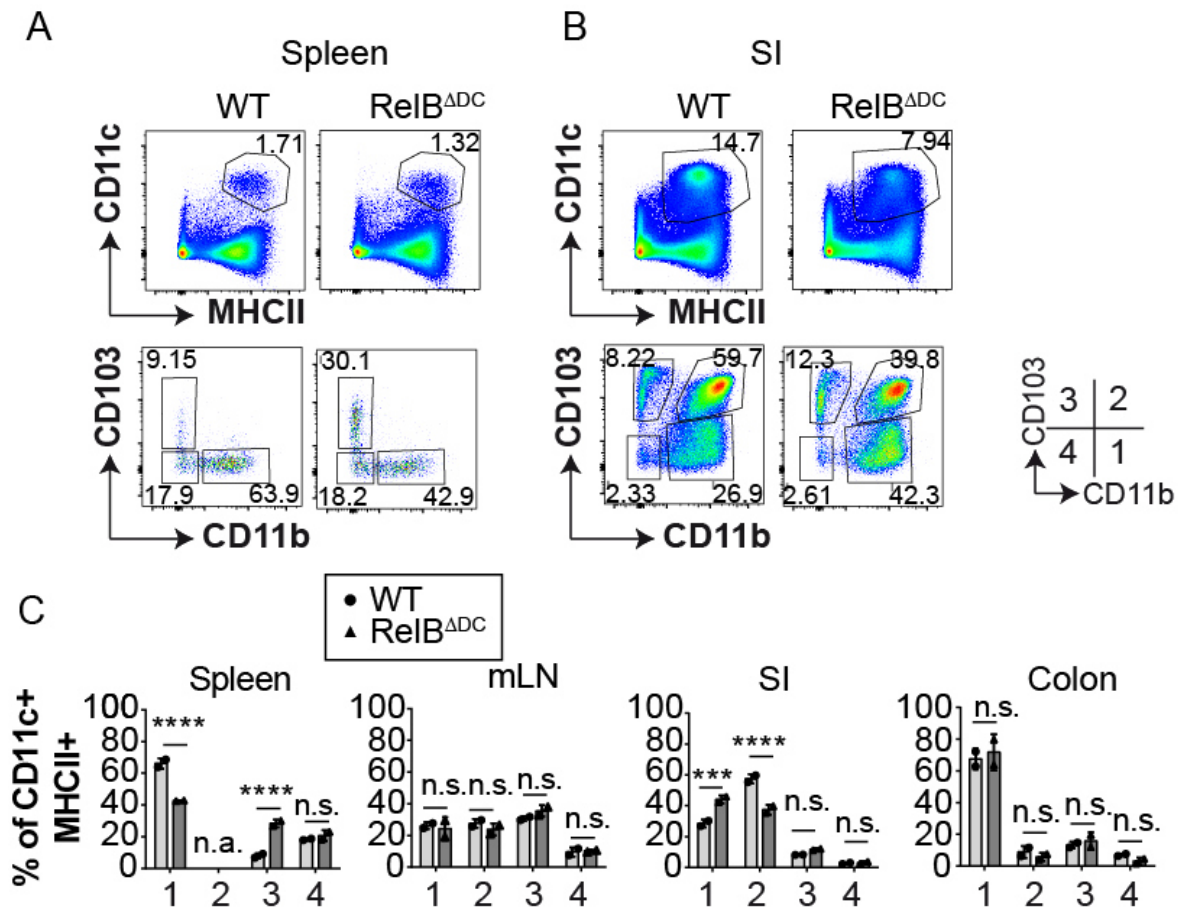 A
B
Spleen
SI
WT
RelB^ΔDC
WT
RelB^ΔDC
CD11c
1.71
1.32
CD11c
14.7
7.94
MHCII
MHCII
CD103
9.15
17.9
63.9
30.1
18.2
42.9
CD103
8.22
59.7
2.33
26.9
12.3
39.8
2.61
42.3
CD11b
CD11b
CD103
3 2
4 1
CD11b
C
WT
RelB^ΔDC
% of CD11c+
MHCII+
Spleen
100
80
60
40
20
0
****
n.a.
****
n.s.
1 2 3 4
mLN
100
80
60
40
20
0
n.s. n.s. n.s. n.s.
1 2 3 4
SI
100
80
60
40
20
0
***
****
n.s.
n.s.
1 2 3 4
Colon
100
80
60
40
20
0
n.s.
n.s. n.s. n.s.
1 2 3 4